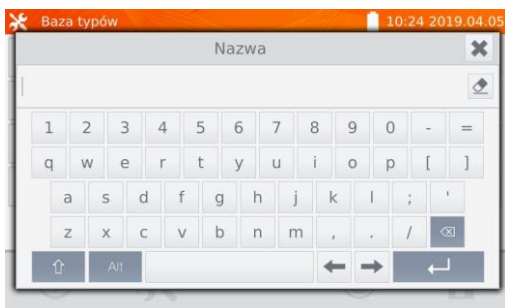 Baza typów 10:24 2019.04.05
Nazwa
1 2 3 4 5 6 7 8 9 0 - =
q w e r t y u i o p [ ]
a s d f g h j k l ; '
z x c v b n m , . /
Alt